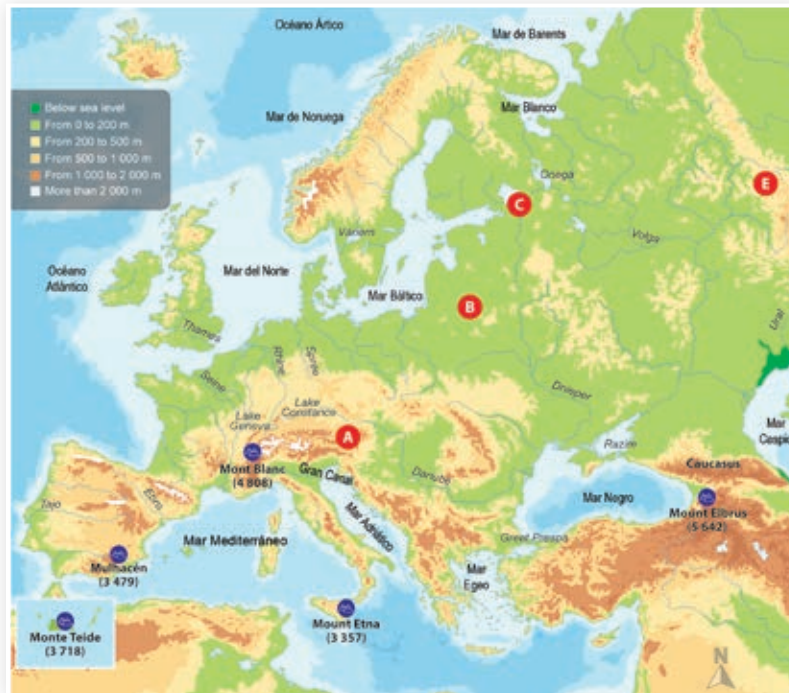 Océano Ártico
Mar de Barents
Below sea level
From 0 to 200 m
From 200 to 500 m
From 500 to 1 000 m
From 1 000 to 2 000 m
More than 2 000 m
Mar de Noruega
Mar Blanco
Onega
E
C
Vänern
Volga
Océano
Atlántico
Mar del Norte
Mar Báltico
B
Thames
Ural
Rhine
Spree
Seine
Dnieper
Lake
Constance
Lake
Geneva
A
Mar
Caspio
Razim
Mont Blanc
(4 808)
Gran Canal
Danube
Caucasus
Ebro
Tajo
Mar Negro
Mount Elbrus
(5 642)
Mar Adriático
Mar Mediterráneo
Great Prespa
Mulhacén
(3 479)
Mar
Egeo
Monte Teide
(3 718)
Mount Etna
(3 357)
N